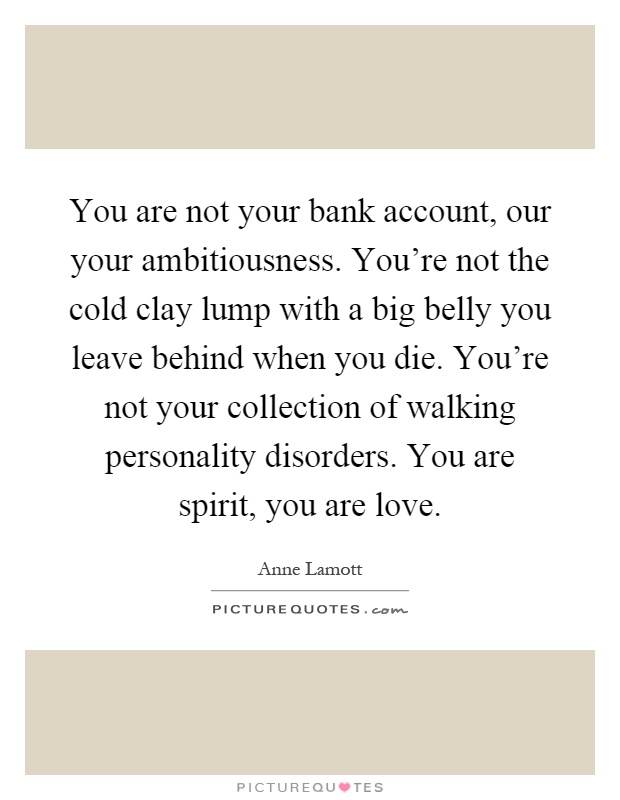 You are not your bank account, our
your ambitiousness. You’re not the
cold clay lump with a big belly you
leave behind when you die. You’re
not your collection of walking
personality disorders. You are
spirit, you are love.
Anne Lamott
PICTUREQUOTES.com
PICTUREQU♥TES